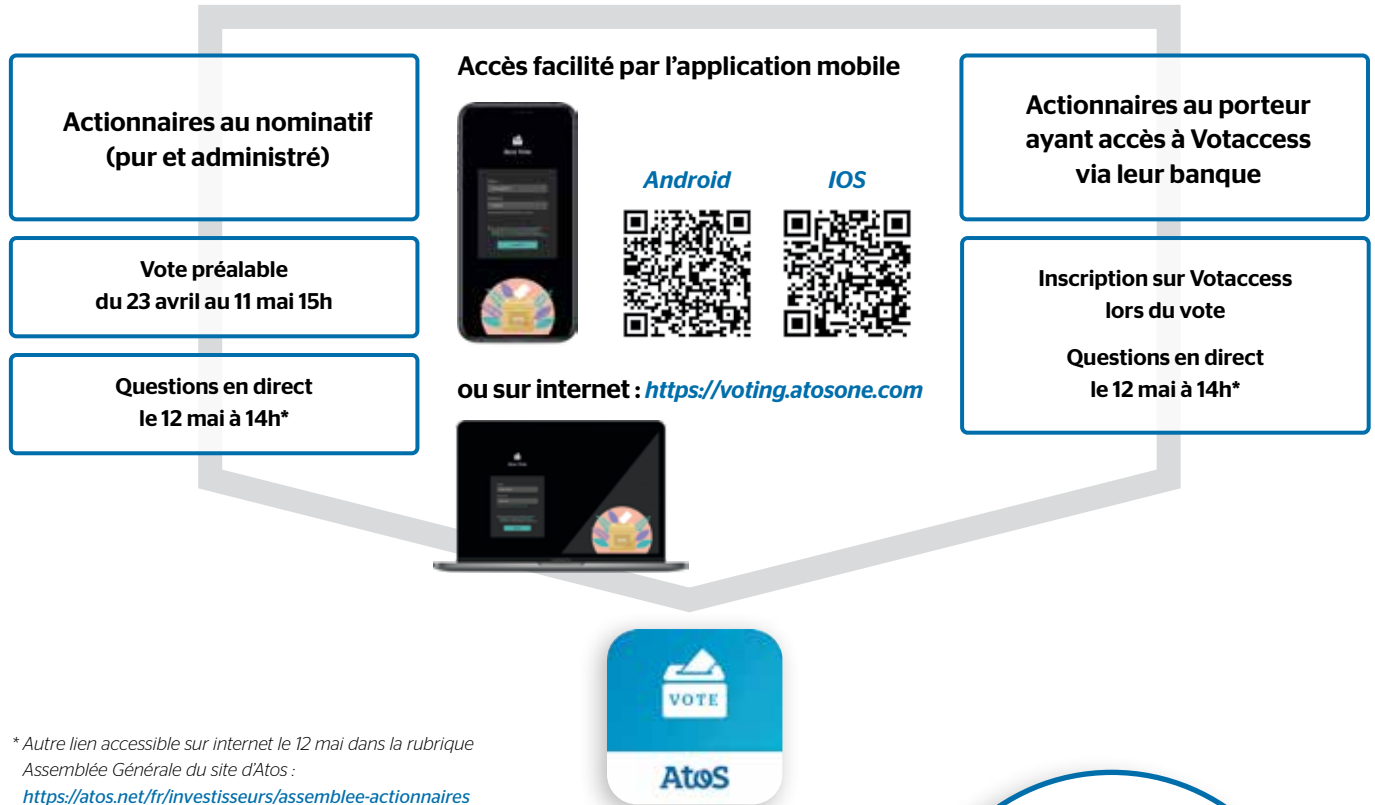 Accès facilité par l'application mobile
Actionnaires au nominatif
(pur et administré)
Vote préalable
du 23 avril au 11 mai 15h
Questions en direct
le 12 mai à 14h*
Android
IOS
ou sur internet : https://voting.atosone.com
Actionnaires au porteur
ayant accès à Votaccess
via leur banque
Inscription sur Votaccess
lors du vote
Questions en direct
le 12 mai à 14h*
VOTE
Atos
* Autre lien accessible sur internet le 12 mai dans la rubrique
Assemblée Générale du site d'Atos :
https://atos.net/fr/investisseurs/assemblee-actionnaires